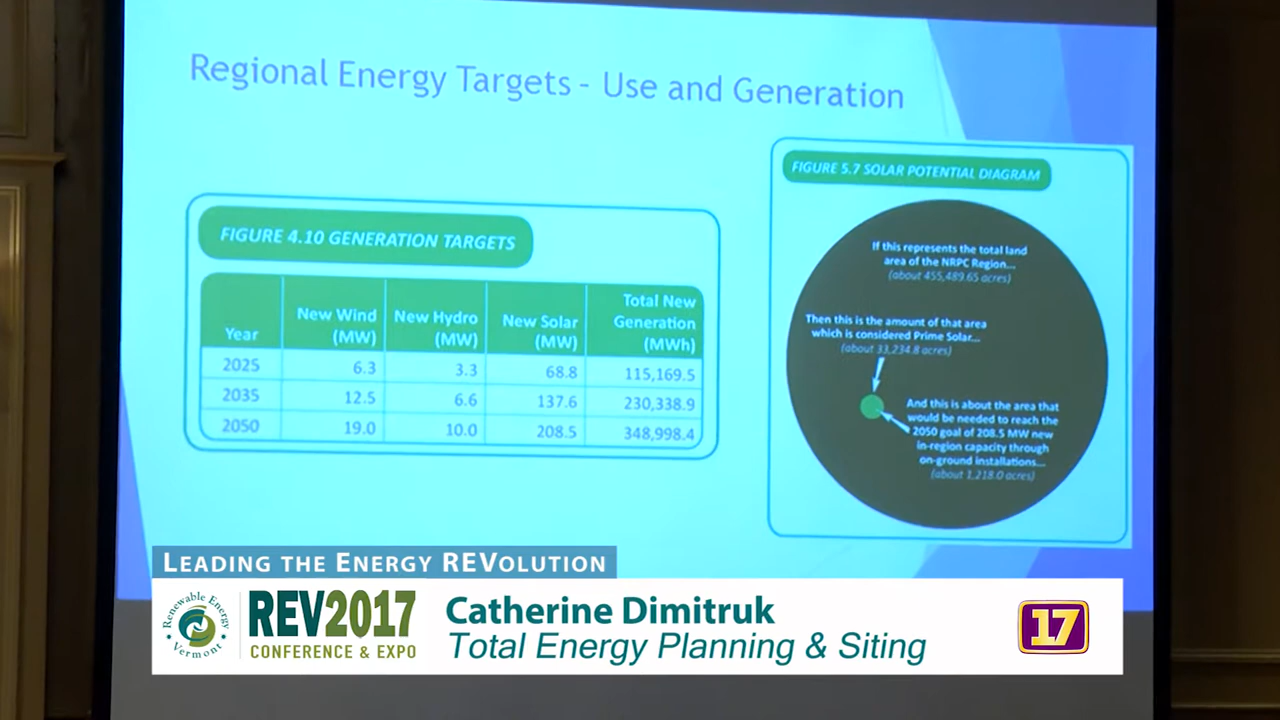 Regional Energy Targets - Use and Generation
FIGURE 4.10 GENERATION TARGETS
Year New Wind (MW) New Hydro (MW) New Solar (MW) Total New Generation (MWh)
2025 6.3 3.3 68.8 115,169.5
2035 12.5 6.6 137.6 230,338.9
2050 19.0 10.0 208.5 348,998.4
FIGURE 5.7 SOLAR POTENTIAL DIAGRAM
If this represents the total land
area of the NRPC Region...
(about 455,489.65 acres)
Then this is the amount of that area
which is considered Prime Solar...
(about 33,234.8 acres)
And this is about the area that
would be needed to reach the
2050 goal of 208.5 MW new
in-region capacity through
on-ground installations...
(about 1,218.0 acres)
LEADING THE ENERGY REVOLUTION
Renewable Energy
Vermont
REV2017
CONFERENCE & EXPO
Catherine Dimitruk
Total Energy Planning & Siting
17